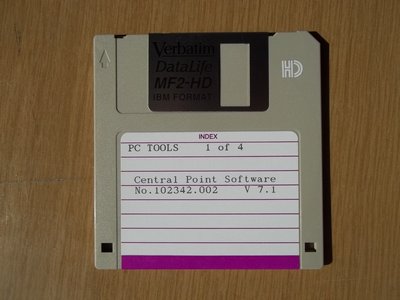 Verbatim
DataLife
MF2-HD
IBM FORMAT
HD
INDEX
PC TOOLS 1 of 4
Central Point Software
No.102342.002 V 7.1